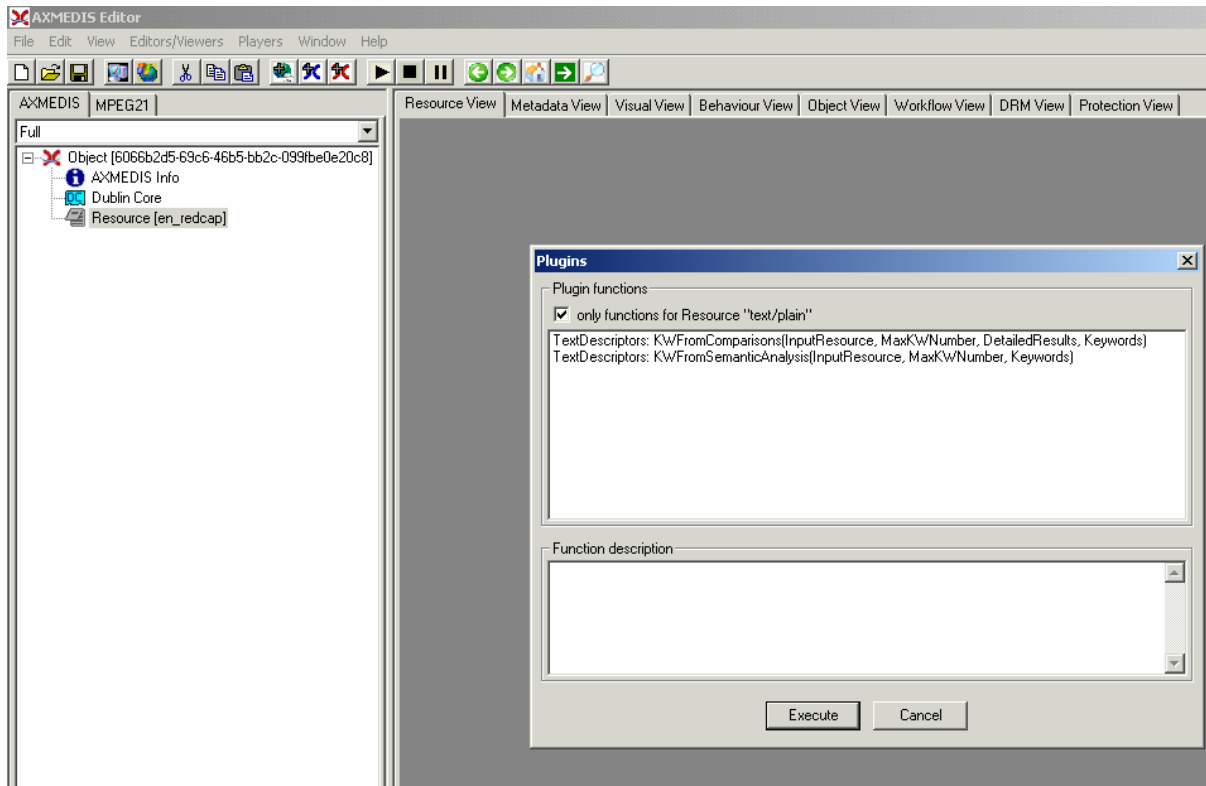 AXMEDIS Editor
File Edit View Editors/Viewers Players Window Help
AXMEDIS MPEG21
Resource View Metadata View Visual View Behaviour View Object View Workflow View DRM View Protection View
Full
Object [6066b2d5-69c6-46b5-bb2c-099fbe0e20c8]
AXMEDIS Info
DC Dublin Core
Resource [en_redcap]
Plugins
Plugin functions
only functions for Resource "text/plain"
TextDescriptors: KWFromComparisons(InputResource, MaxKWNumber, DetailedResults, Keywords)
TextDescriptors: KWFromSemanticAnalysis(InputResource, MaxKWNumber, Keywords)
Function description
Execute Cancel